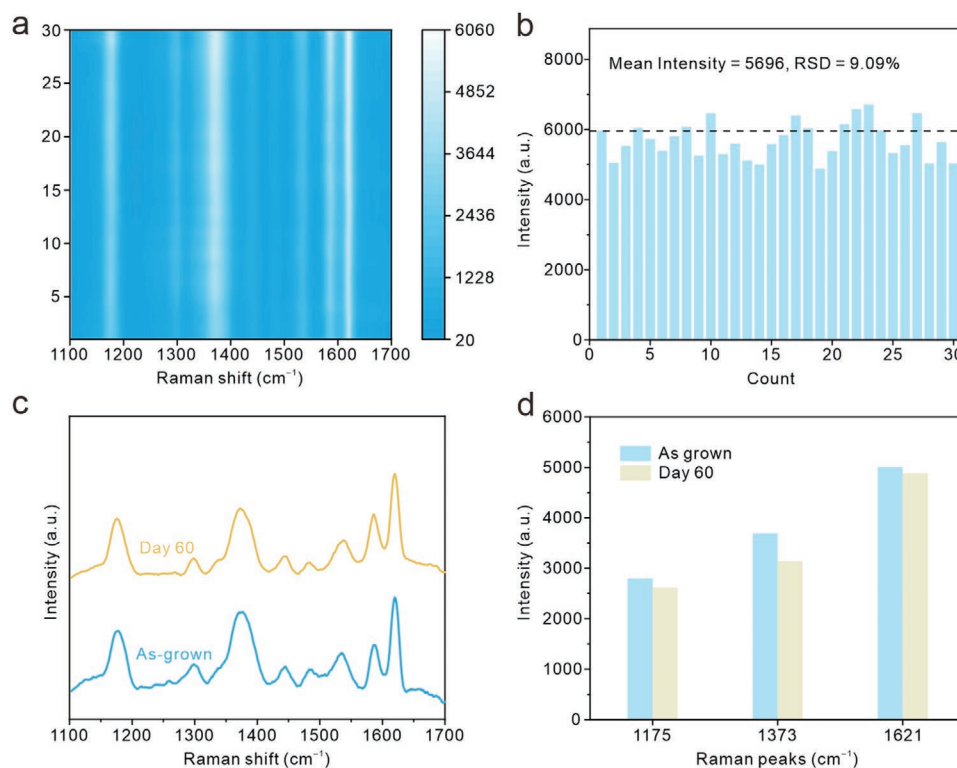 a
30
25
20
15
10
5
1100 1200 1300 1400 1500 1600 1700
Raman shift (cm⁻¹)
6060
4852
3644
2436
1228
20
b
Mean Intensity = 5696, RSD = 9.09%
8000
6000
4000
2000
0
Intensity (a.u.)
0 5 10 15 20 25 30
Count
c
Day 60
As-grown
Intensity (a.u.)
1100 1200 1300 1400 1500 1600 1700
Raman shift (cm⁻¹)
d
As grown
Day 60
6000
5000
4000
3000
2000
1000
0
Intensity (a.u.)
1175 1373 1621
Raman peaks (cm⁻¹)